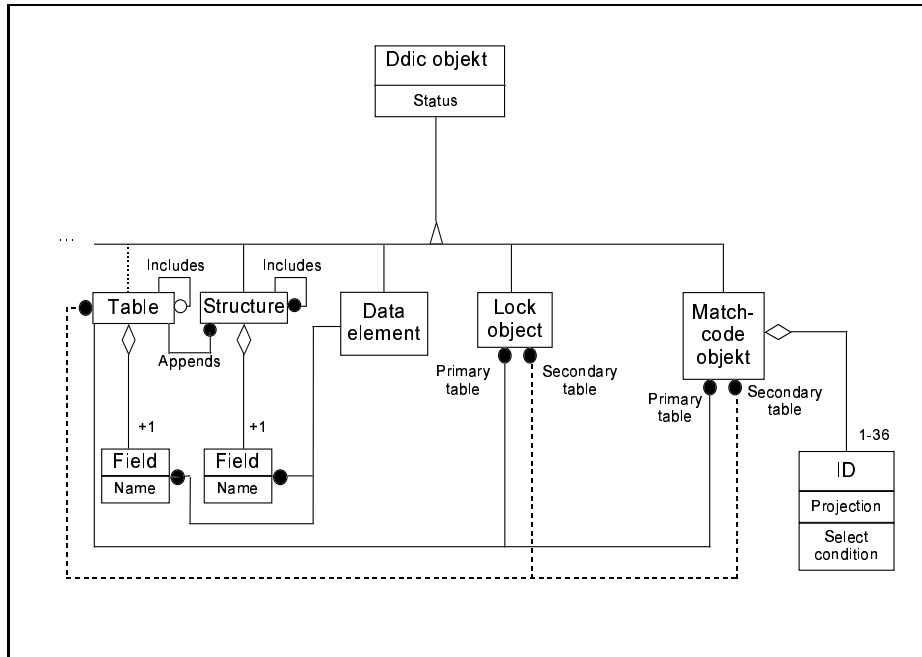 Ddic objekt
Status
...
Includes
Includes
Table
Structure
Data
element
Lock
object
Match-
code
objekt
Appends
Primary
table
Secondary
table
Primary
table
Secondary
table
+1
+1
1-36
Field
Name
Field
Name
ID
Projection
Select
condition